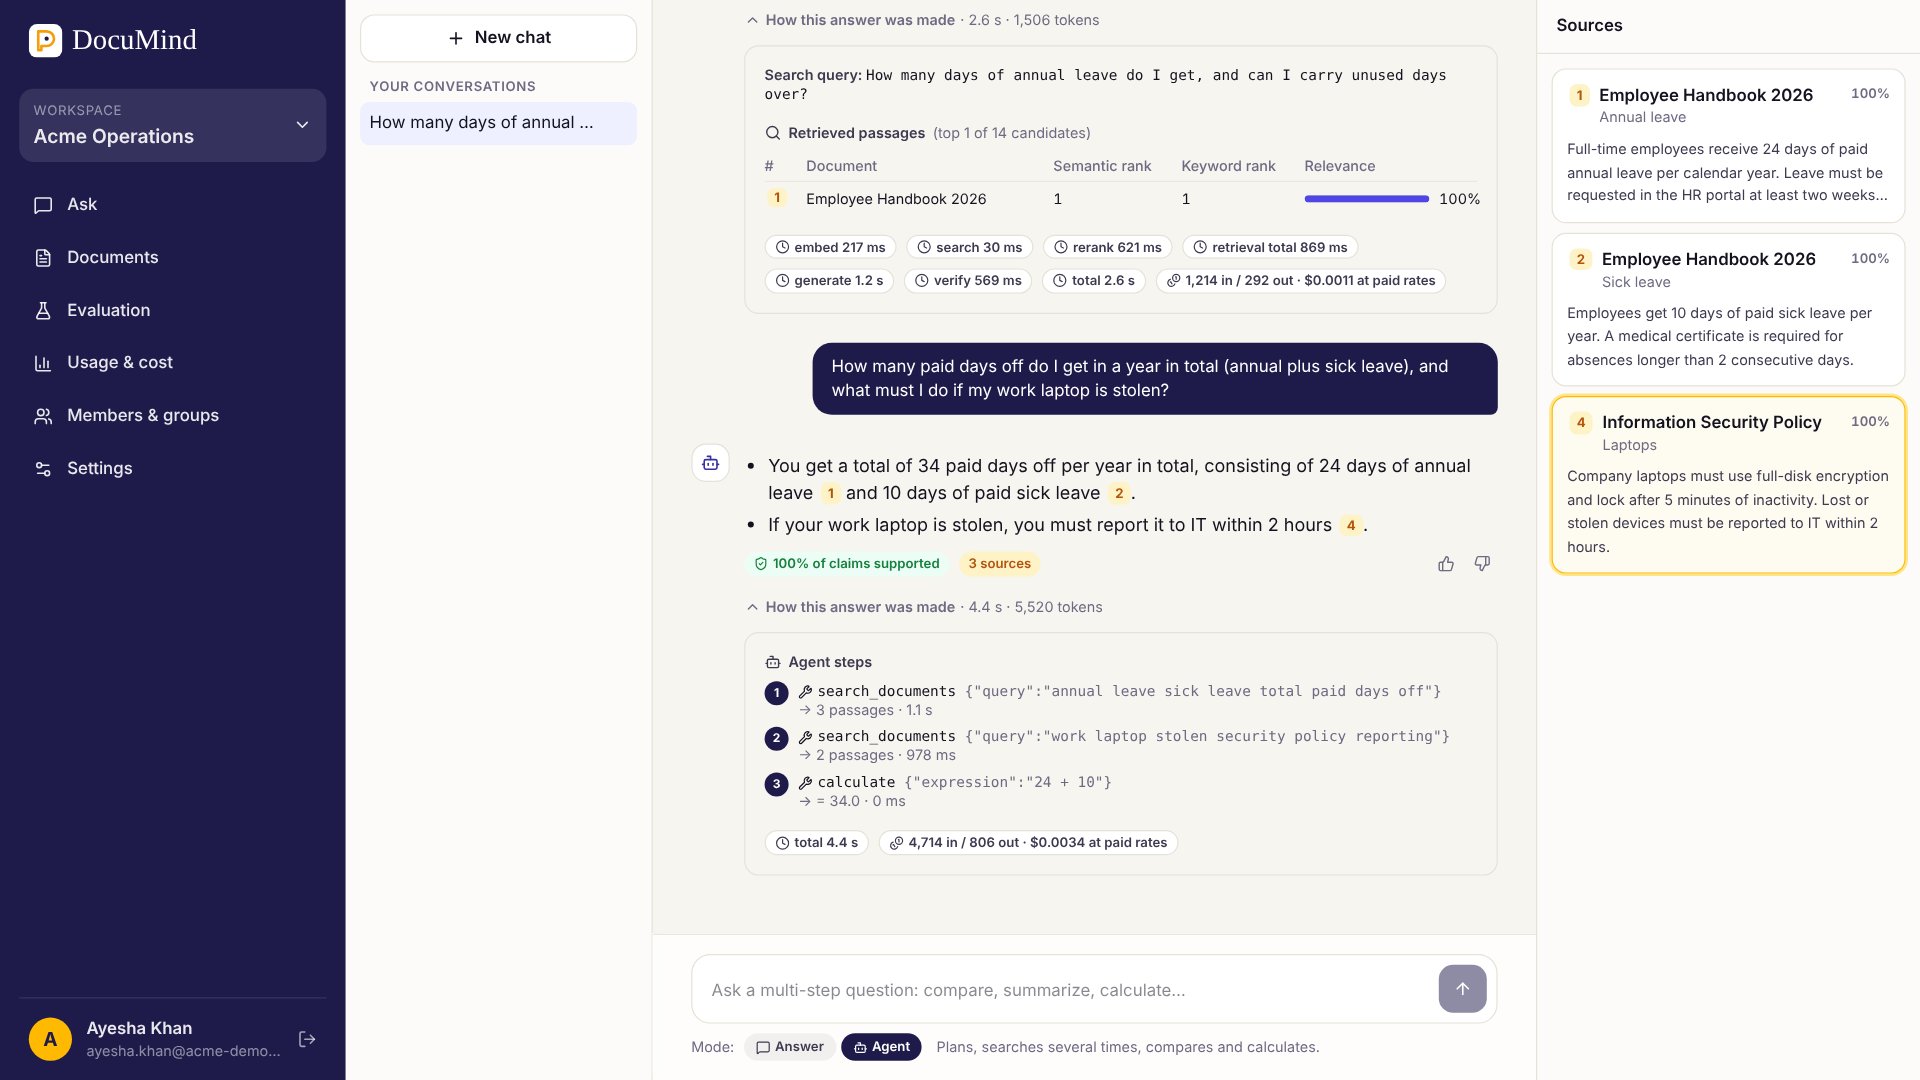 DocuMind
WORKSPACE
Acme Operations
Ask
Documents
Evaluation
Usage & cost
Members & groups
Settings
A
Ayesha Khan
ayesha.khan@acme-demo...
New chat
YOUR CONVERSATIONS
How many days of annual ...
How this answer was made · 2.6 s · 1,506 tokens
Search query: How many days of annual leave do I get, and can I carry unused days
over?
Retrieved passages (top 1 of 14 candidates)
# Document Semantic rank Keyword rank Relevance
1 Employee Handbook 2026 1 1 100%
embed 217 ms search 30 ms rerank 621 ms retrieval total 869 ms
generate 1.2 s verify 569 ms total 2.6 s 1,214 in / 292 out · $0.0011 at paid rates
How many paid days off do I get in a year in total (annual plus sick leave), and
what must I do if my work laptop is stolen?
• You get a total of 34 paid days off per year in total, consisting of 24 days of annual
leave 1 and 10 days of paid sick leave 2.
• If your work laptop is stolen, you must report it to IT within 2 hours 4.
100% of claims supported 3 sources
How this answer was made · 4.4 s · 5,520 tokens
Agent steps
1 search_documents {"query":"annual leave sick leave total paid days off"}
→ 3 passages · 1.1 s
2 search_documents {"query":"work laptop stolen security policy reporting"}
→ 2 passages · 978 ms
3 calculate {"expression":"24 + 10"}
→ = 34.0 · 0 ms
total 4.4 s 4,714 in / 806 out · $0.0034 at paid rates
Ask a multi-step question: compare, summarize, calculate...
Mode: Answer Agent Plans, searches several times, compares and calculates.
Sources
1 Employee Handbook 2026 100%
Annual leave
Full-time employees receive 24 days of paid
annual leave per calendar year. Leave must be
requested in the HR portal at least two weeks...
2 Employee Handbook 2026 100%
Sick leave
Employees get 10 days of paid sick leave per
year. A medical certificate is required for
absences longer than 2 consecutive days.
4 Information Security Policy 100%
Laptops
Company laptops must use full-disk encryption
and lock after 5 minutes of inactivity. Lost or
stolen devices must be reported to IT within 2
hours.